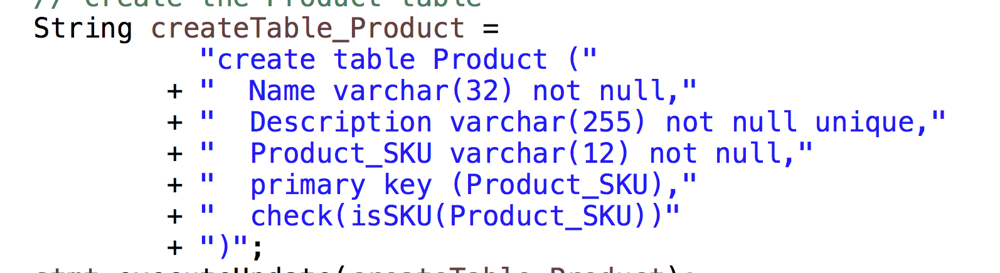 // create the Product table
String createTable_Product =
"create table Product ("
+ "  Name varchar(32) not null,"
+ "  Description varchar(255) not null unique,"
+ "  Product_SKU varchar(12) not null,"
+ "  primary key (Product_SKU),"
+ "  check(isSKU(Product_SKU))"
+ ")";
stmt.executeUpdate(createTable_Product);